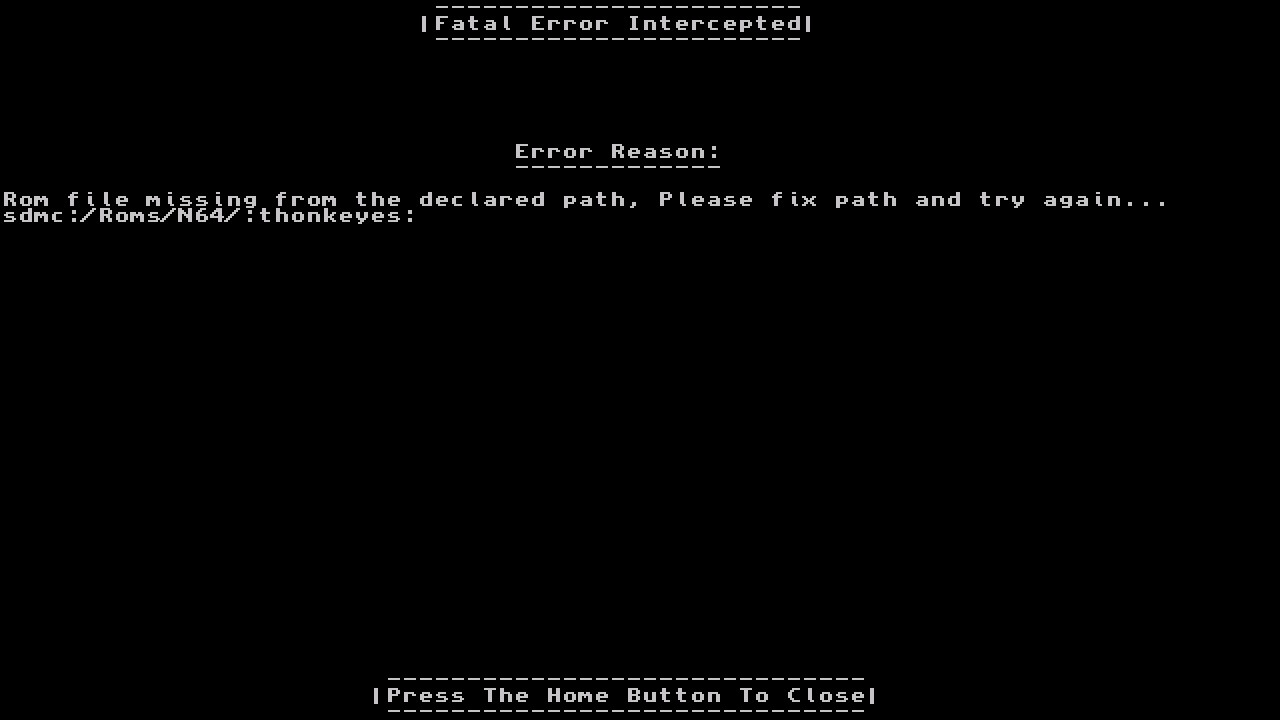 |Fatal Error Intercepted|
Error Reason:
Rom file missing from the declared path, Please fix path and try again...
sdmc:/Roms/N64/:thonkeyes:
|Press The Home Button To Close|